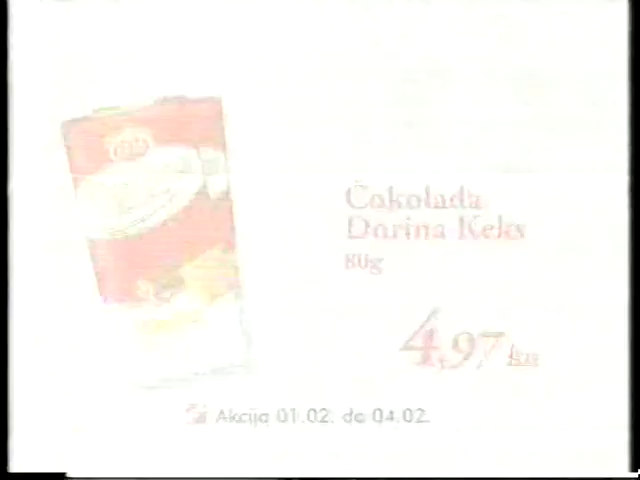 Čokolada
Dorina Keks
80g
4,97 kn
Akcija 01.02. do 04.02.